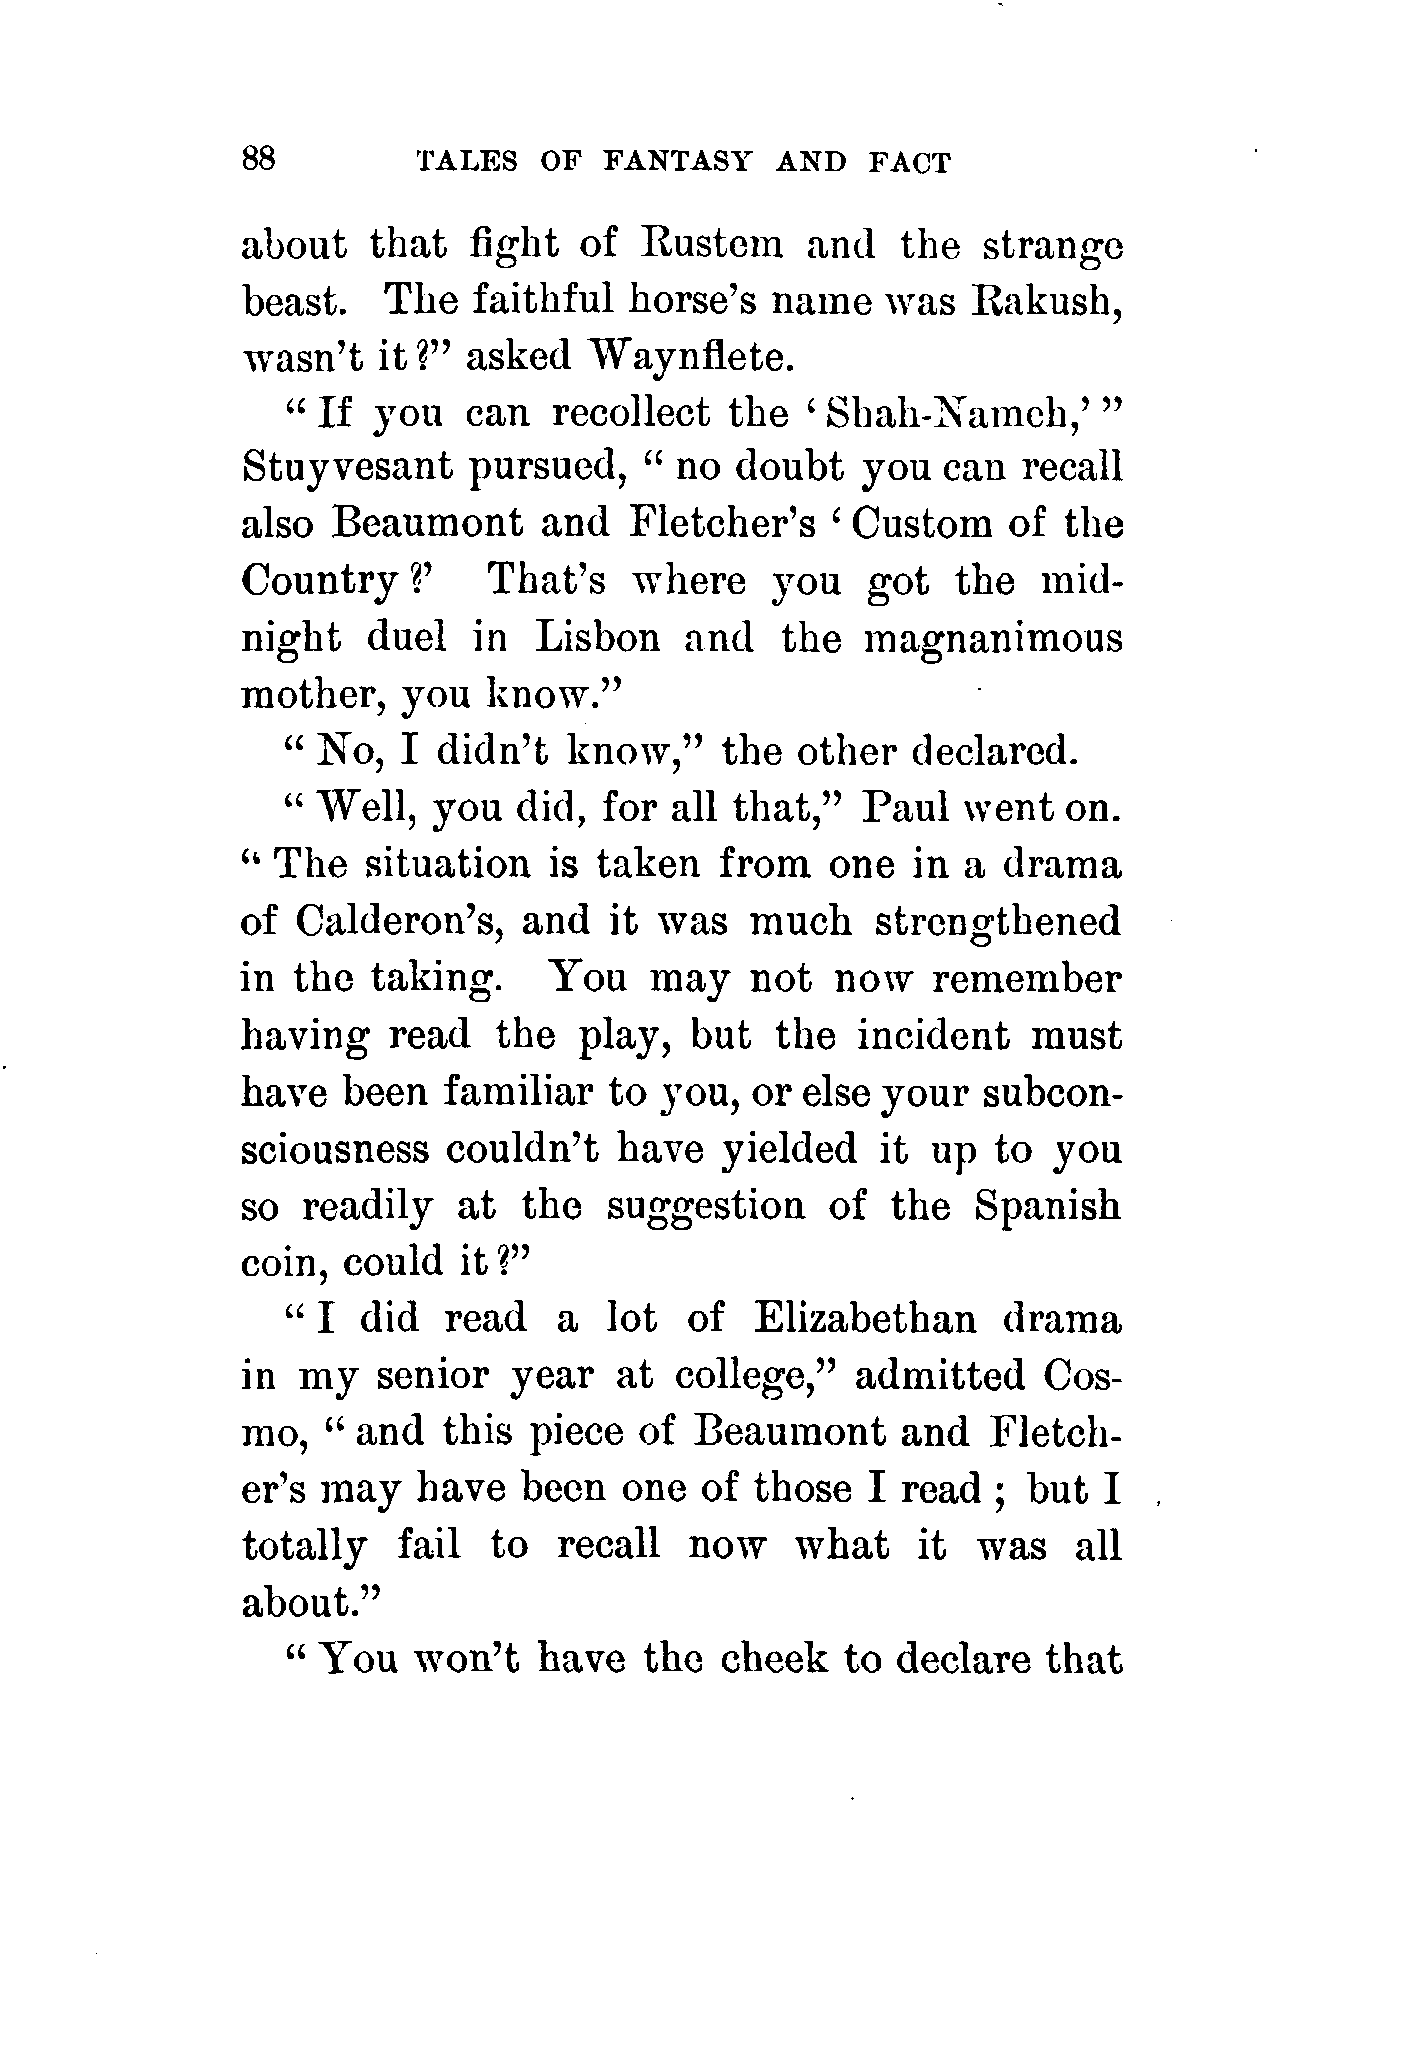 88 TALES OF FANTASY AND FACT
about that fight of Rustem and the strange
beast. The faithful horse's name was Rakush,
wasn't it?” asked Waynflete.
“ If you can recollect the ‘ Shah-Nameh,’ ”
Stuyvesant pursued, “ no doubt you can recall
also Beaumont and Fletcher's ‘ Custom of the
Country ?’ That's where you got the mid-
night duel in Lisbon and the magnanimous
mother, you know.”
“ No, I didn't know,” the other declared.
“ Well, you did, for all that,” Paul went on.
“ The situation is taken from one in a drama
of Calderon's, and it was much strengthened
in the taking. You may not now remember
having read the play, but the incident must
have been familiar to you, or else your subcon-
sciousness couldn't have yielded it up to you
so readily at the suggestion of the Spanish
coin, could it ?”
“ I did read a lot of Elizabethan drama
in my senior year at college,” admitted Cos-
mo, “ and this piece of Beaumont and Fletch-
er's may have been one of those I read ; but I
totally fail to recall now what it was all
about.”
“ You won't have the cheek to declare that